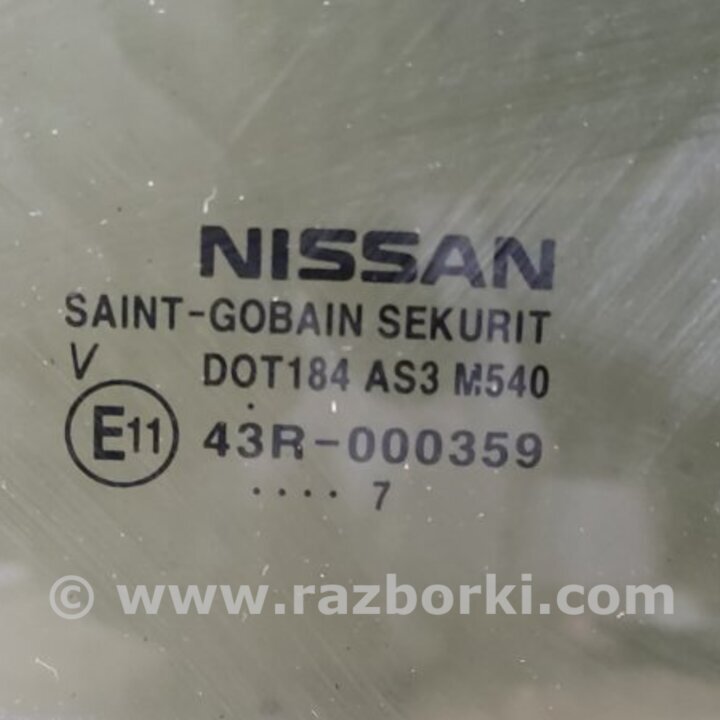 NISSAN
SAINT-GOBAIN SEKURIT
V DOT184 AS3 M540
E11 43R-000359
.... 7
© www.razborki.com